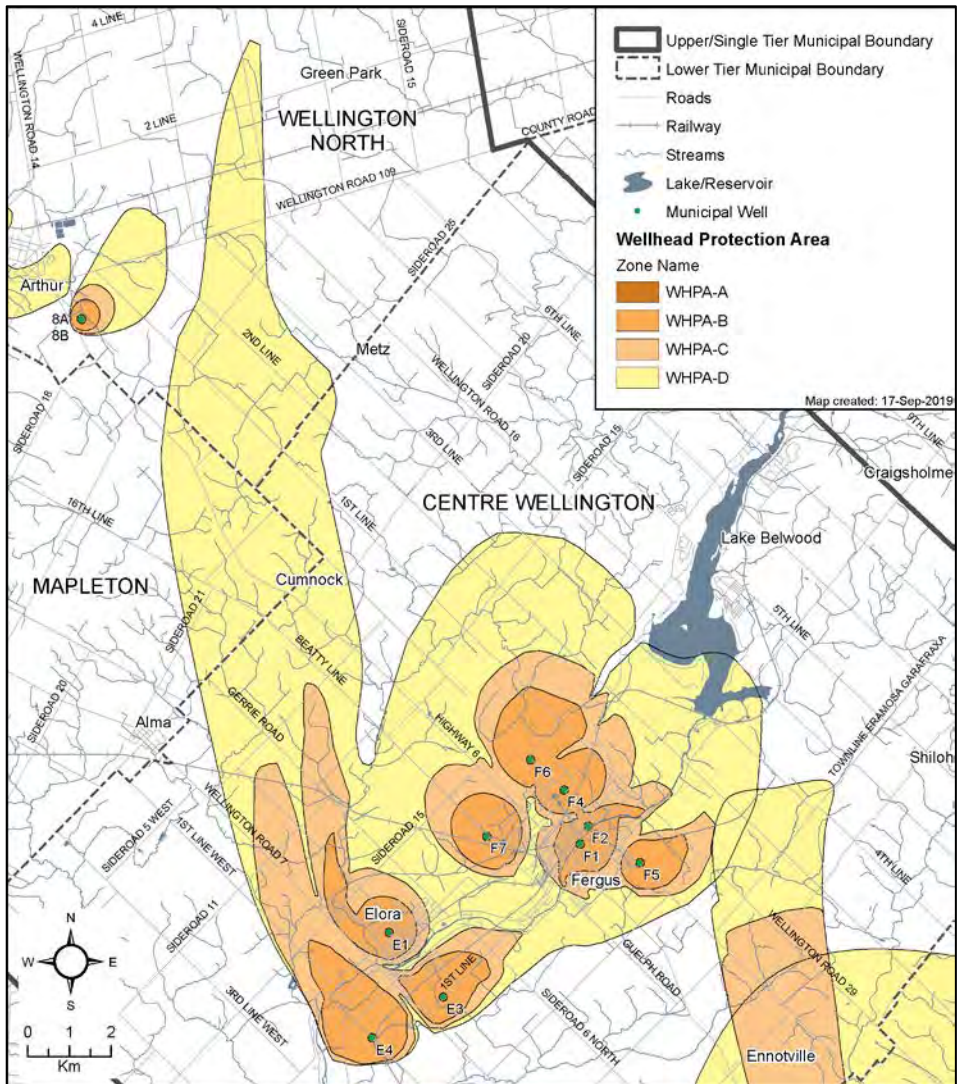 4 LINE
SIDEROAD 15
Green Park
WELLINGTON ROAD 14
2 LINE
WELLINGTON
NORTH
COUNTY ROAD
WELLINGTON ROAD 109
SIDEROAD 25
Arthur
8A
8B
2ND LINE
Metz
6TH LINE
SIDEROAD 20
WELLINGTON ROAD 16
SIDEROAD 18
3RD LINE
SIDEROAD 15
Upper/Single Tier Municipal Boundary
Lower Tier Municipal Boundary
Roads
Railway
Streams
Lake/Reservoir
Municipal Well
Wellhead Protection Area
Zone Name
WHPA-A
WHPA-B
WHPA-C
WHPA-D
Map created: 17-Sep-2019
9TH LINE
Craigsholme
16TH LINE
1ST LINE
CENTRE WELLINGTON
Lake Belwood
MAPLETON
Cumnock
SIDEROAD 21
5TH LINE
BEATTY LINE
SIDEROAD 20
GERRIE ROAD
TOWNLINE ERAMOSA GARAFRAXA
Alma
HIGHWAY 6
Shiloh
F6
F4
WELLINGTON ROAD 7
SIDEROAD 5 WEST
1ST LINE WEST
SIDEROAD 15
F7
F2
F1
F5
Fergus
4TH LINE
Elora
E1
SIDEROAD 11
GUELPH ROAD
WELLINGTON ROAD 29
1ST LINE
E3
3RD LINE WEST
SIDEROAD 6 NORTH
E4
Ennotville
N
W
E
S
0
2
Km